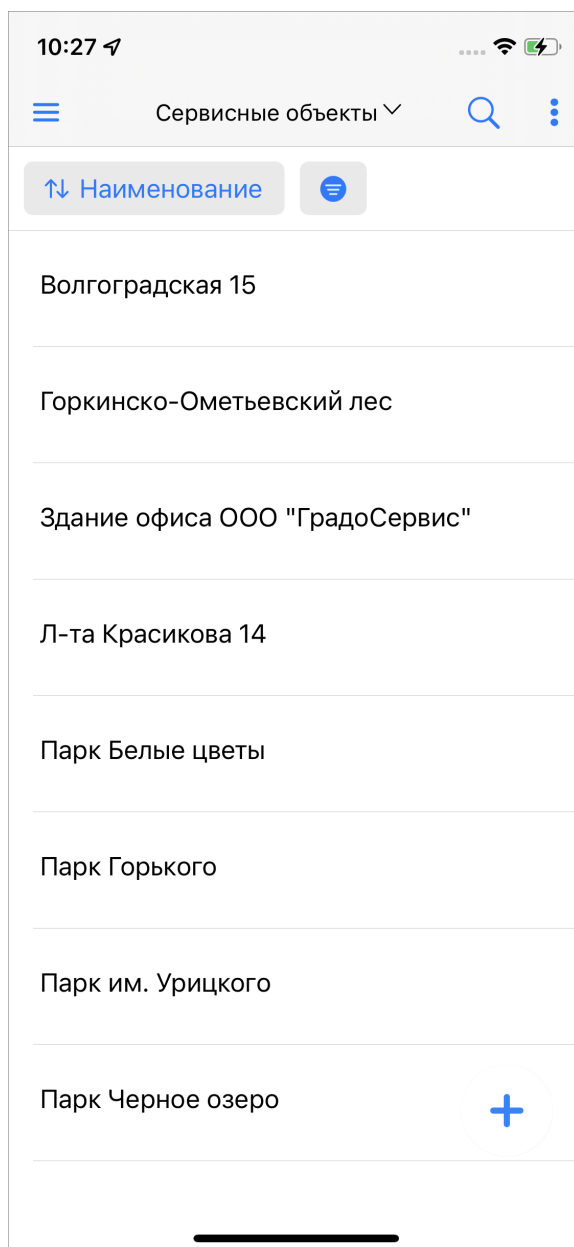 10:27
Сервисные объекты
Наименование
Волгоградская 15
Горкинско-Ометьевский лес
Здание офиса ООО "ГрадоСервис"
Л-та Красикова 14
Парк Белые цветы
Парк Горького
Парк им. Урицкого
Парк Черное озеро